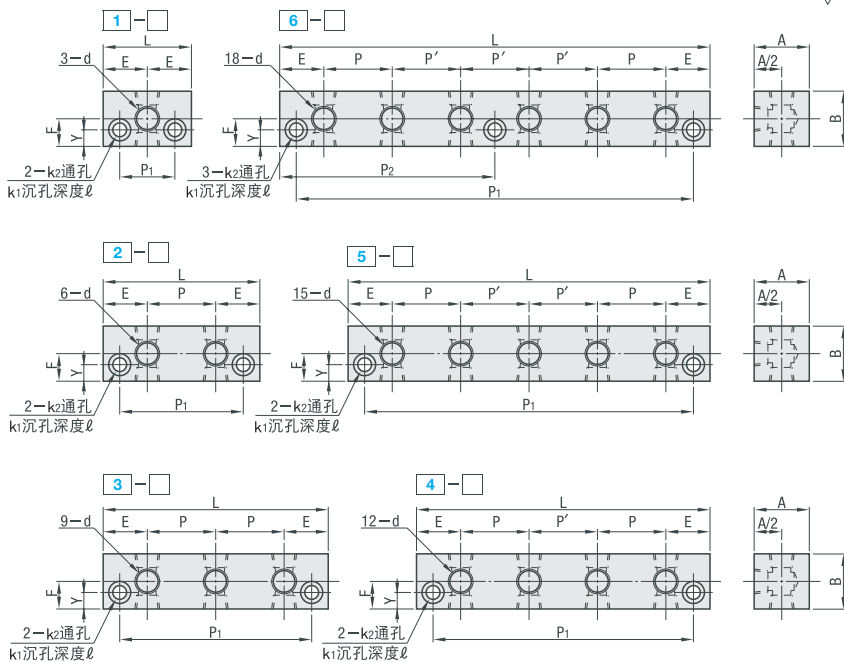 1-□
6-□
L
L
A
E
E
E
P
P′
P′
P′
P
E
A/2
3-d
18-d
F
Y
F
Y
B
2-k2通孔
k1沉孔深度ℓ
P1
3-k2通孔
k1沉孔深度ℓ
P2
P1
2-□
5-□
L
L
A
E
P
E
E
P
P′
P′
P
E
A/2
6-d
15-d
F
Y
F
Y
B
2-k2通孔
k1沉孔深度ℓ
P1
2-k2通孔
k1沉孔深度ℓ
P1
3-□
4-□
L
L
A
E
P
P
E
E
P
P′
P
E
A/2
9-d
12-d
F
Y
F
Y
B
2-k2通孔
k1沉孔深度ℓ
P1
2-k2通孔
k1沉孔深度ℓ
P1